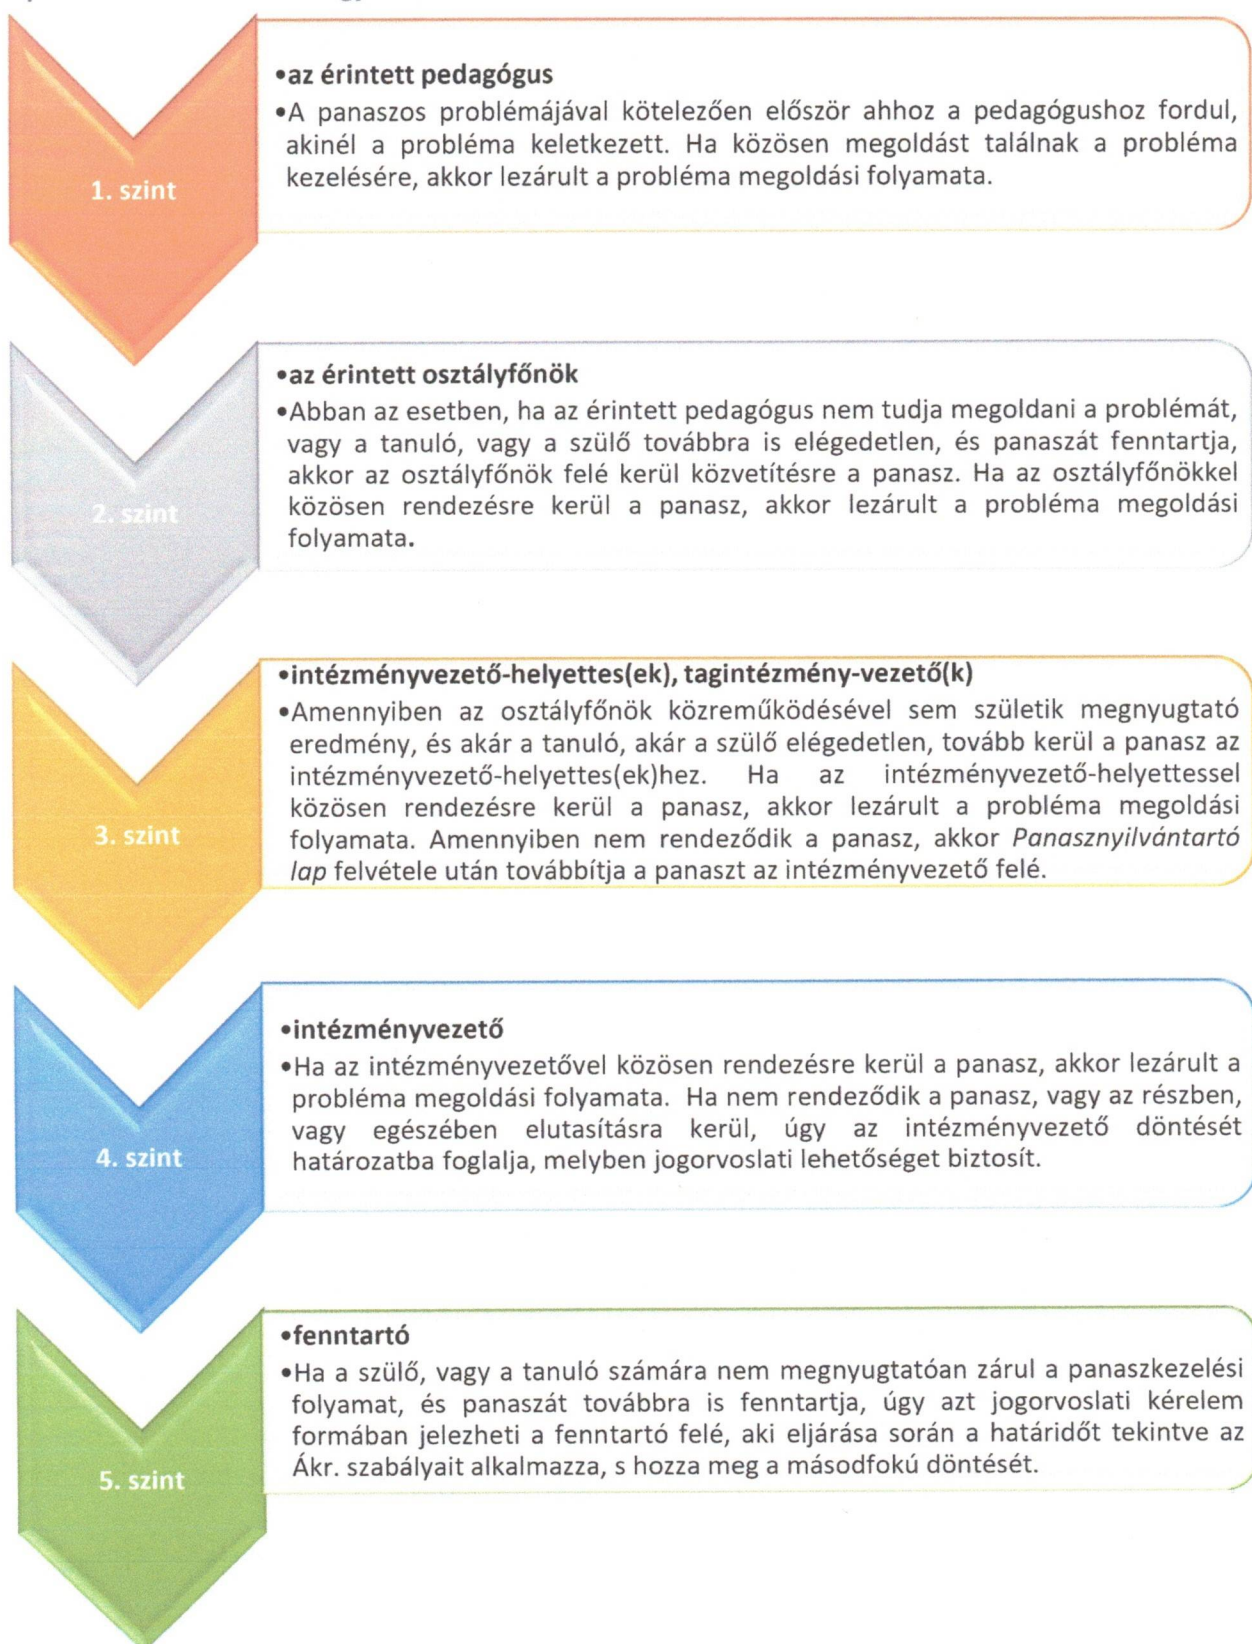 1. szint
•az érintett pedagógus
•A panaszos problémájával kötelezően először ahhoz a pedagógushoz fordul,
akinél a probléma keletkezett. Ha közösen megoldást találnak a probléma
kezelésére, akkor lezárult a probléma megoldási folyamata.
2. szint
•az érintett osztályfőnök
•Abban az esetben, ha az érintett pedagógus nem tudja megoldani a problémát,
vagy a tanuló, vagy a szülő továbbra is elégedetlen, és panaszát fenntartja,
akkor az osztályfőnök felé kerül közvetítésre a panasz. Ha az osztályfőnökkel
közösen rendezésre kerül a panasz, akkor lezárult a probléma megoldási
folyamata.
3. szint
•intézményvezető-helyettes(ek), tagintézmény-vezető(k)
•Amennyiben az osztályfőnök közreműködésével sem születik megnyugtató
eredmény, és akár a tanuló, akár a szülő elégedetlen, tovább kerül a panasz az
intézményvezető-helyettes(ek)hez. Ha az intézményvezető-helyettessel
közösen rendezésre kerül a panasz, akkor lezárult a probléma megoldási
folyamata. Amennyiben nem rendeződik a panasz, akkor Panasznyilvántartó
lap felvétele után továbbítja a panaszt az intézményvezető felé.
4. szint
•intézményvezető
•Ha az intézményvezetővel közösen rendezésre kerül a panasz, akkor lezárult a
probléma megoldási folyamata. Ha nem rendeződik a panasz, vagy az részben,
vagy egészében elutasításra kerül, úgy az intézményvezető döntését
határozatba foglalja, melyben jogorvoslati lehetőséget biztosít.
5. szint
•fenntartó
•Ha a szülő, vagy a tanuló számára nem megnyugtatóan zárul a panaszkezelési
folyamat, és panaszát továbbra is fenntartja, úgy azt jogorvoslati kérelem
formában jelezheti a fenntartó felé, aki eljárása során a határidőt tekintve az
Ákr. szabályait alkalmazza, s hozza meg a másodfokú döntését.